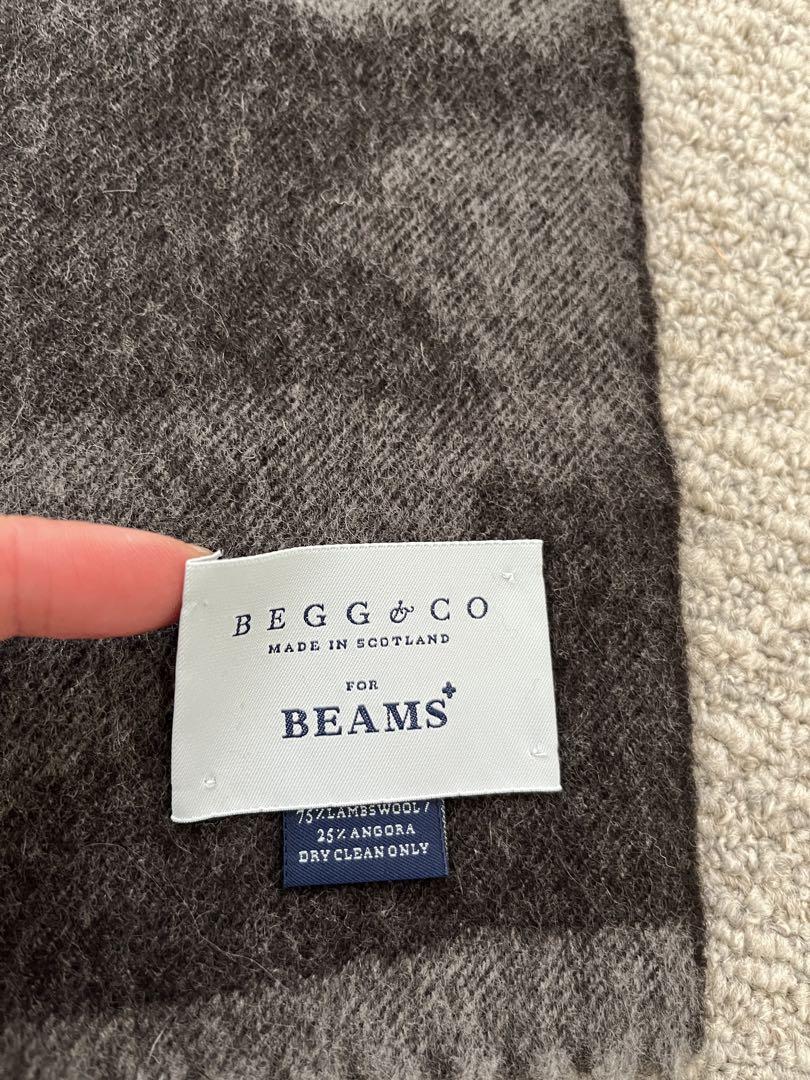 BEGG & CO
MADE IN SCOTLAND
FOR
BEAMS+
75% LAMBSWOOL /
25% ANGORA
DRY CLEAN ONLY